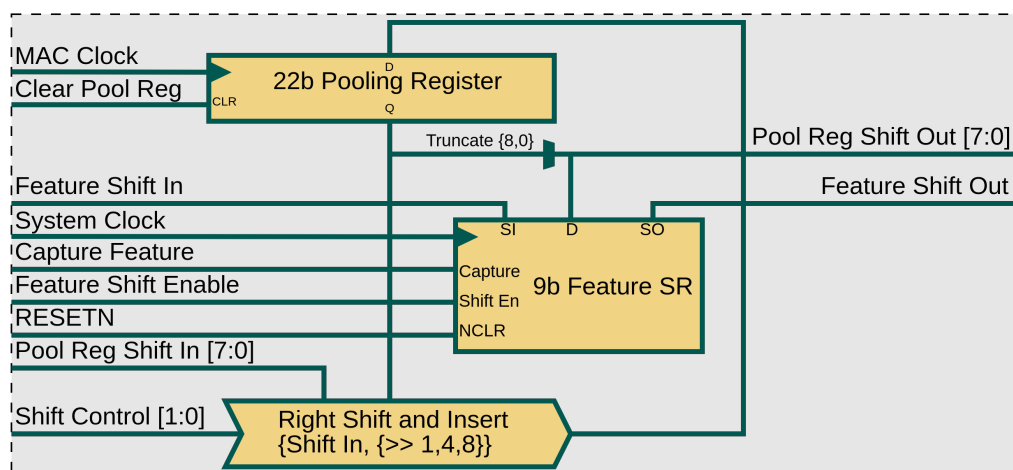 MAC Clock
D
22b Pooling Register
Clear Pool Reg
CLR
Q
Truncate {8,0}
Pool Reg Shift Out [7:0]
Feature Shift In
Feature Shift Out
System Clock
SI
D
SO
Capture Feature
Capture
Feature Shift Enable
9b Feature SR
Shift En
RESETN
NCLR
Pool Reg Shift In [7:0]
Shift Control [1:0]
Right Shift and Insert
{Shift In, {>> 1,4,8}}